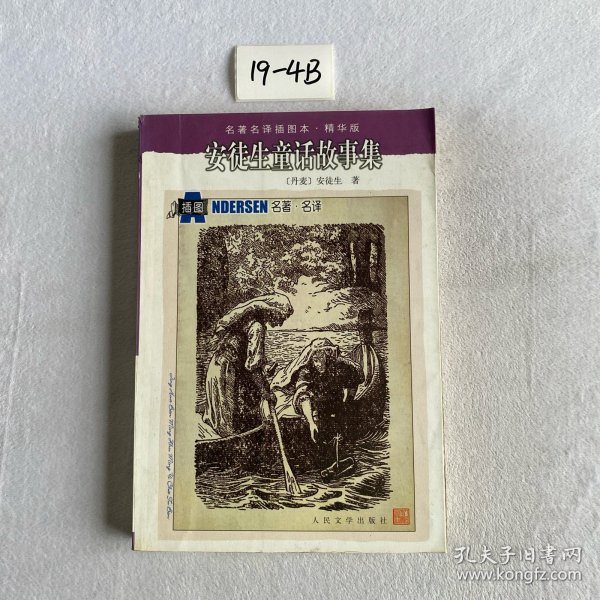 19-4B
名著名译插图本·精华版
安徒生童话故事集
〔丹麦〕安徒生 著
插图 ANDERSEN 名著·名译
人民文学出版社
孔夫子旧书网
www.kongfz.com